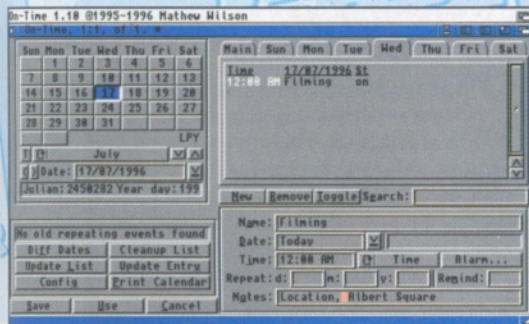 On-Time 1.10 @1995-1996 Mathew Wilson
On-Time, 1:1, of 1. *
Sun Mon Tue Wed Thu Fri Sat
1 2 3 4 5 6
7 8 9 10 11 12 13
14 15 16 17 18 19 20
21 22 23 24 25 26 27
28 29 30 31
LPY
July
Date: 17/07/1996
Julian: 2450282 Year day: 199
No old repeating events found
Diff Dates Cleanup List
Update List Update Entry
Config Print Calendar
Save Use Cancel
Main Sun Mon Tue Wed Thu Fri Sat
Time 17/07/1996 St
12:00 AM Filming on
New Remove Toggle Search:
Name: Filming
Date: Today
Time: 12:00 AM Time Alarm...
Repeat: d: m: y: Remind:
Notes: Location, Albert Square